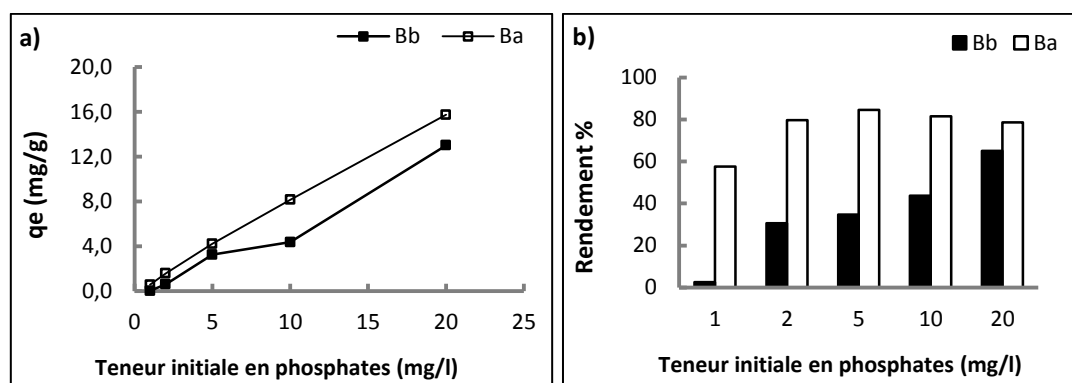 a)
Bb Ba
20,0
16,0
12,0
8,0
4,0
0,0
qe (mg/g)
0 5 10 15 20 25
Teneur initiale en phosphates (mg/l)
b)
Bb Ba
100
80
60
40
20
0
Rendement %
1 2 5 10 20
Teneur initiale en phosphates (mg/l)